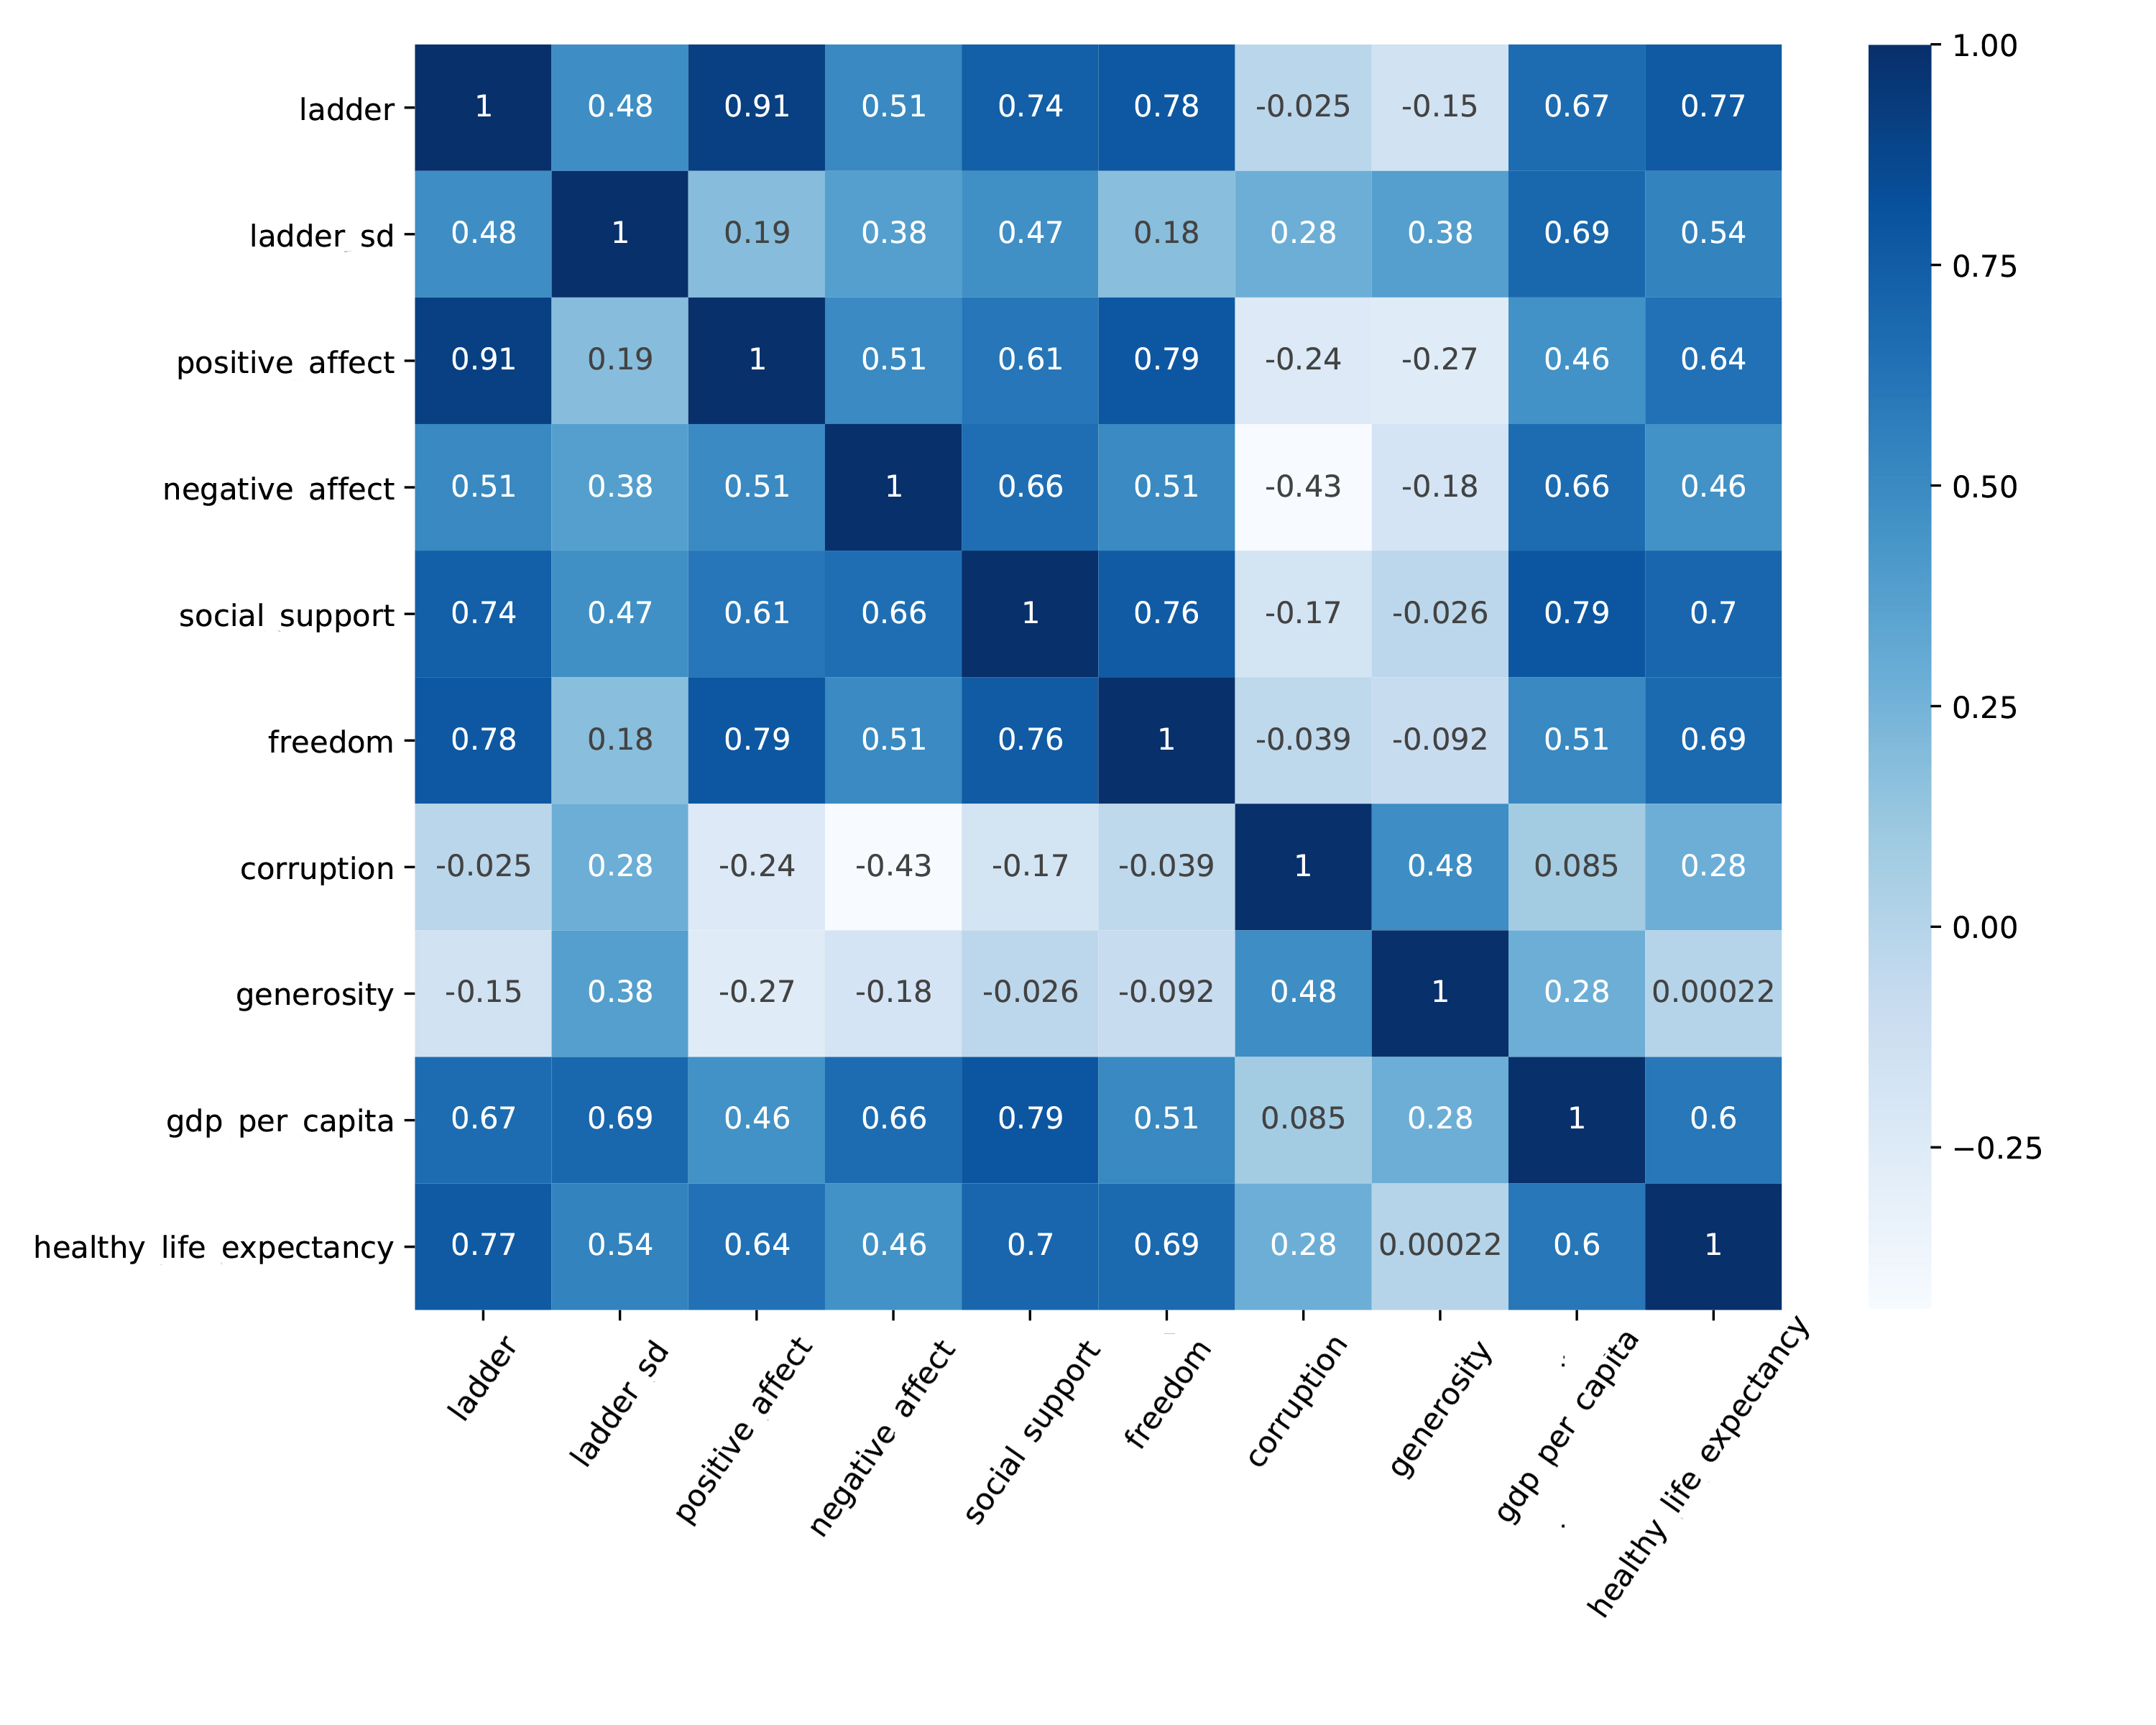 1.00
ladder 1 0.48 0.91 0.51 0.74 0.78 -0.025 -0.15 0.67 0.77
ladder sd 0.48 1 0.19 0.38 0.47 0.18 0.28 0.38 0.69 0.54
0.75
positive affect 0.91 0.19 1 0.51 0.61 0.79 -0.24 -0.27 0.46 0.64
negative affect 0.51 0.38 0.51 1 0.66 0.51 -0.43 -0.18 0.66 0.46
0.50
social support 0.74 0.47 0.61 0.66 1 0.76 -0.17 -0.026 0.79 0.7
0.25
freedom 0.78 0.18 0.79 0.51 0.76 1 -0.039 -0.092 0.51 0.69
corruption -0.025 0.28 -0.24 -0.43 -0.17 -0.039 1 0.48 0.085 0.28
0.00
generosity -0.15 0.38 -0.27 -0.18 -0.026 -0.092 0.48 1 0.28 0.00022
gdp per capita 0.67 0.69 0.46 0.66 0.79 0.51 0.085 0.28 1 0.6
−0.25
healthy life expectancy 0.77 0.54 0.64 0.46 0.7 0.69 0.28 0.00022 0.6 1
ladder
ladder sd
positive affect
negative affect
social support
freedom
corruption
generosity
gdp per capita
healthy life expectancy